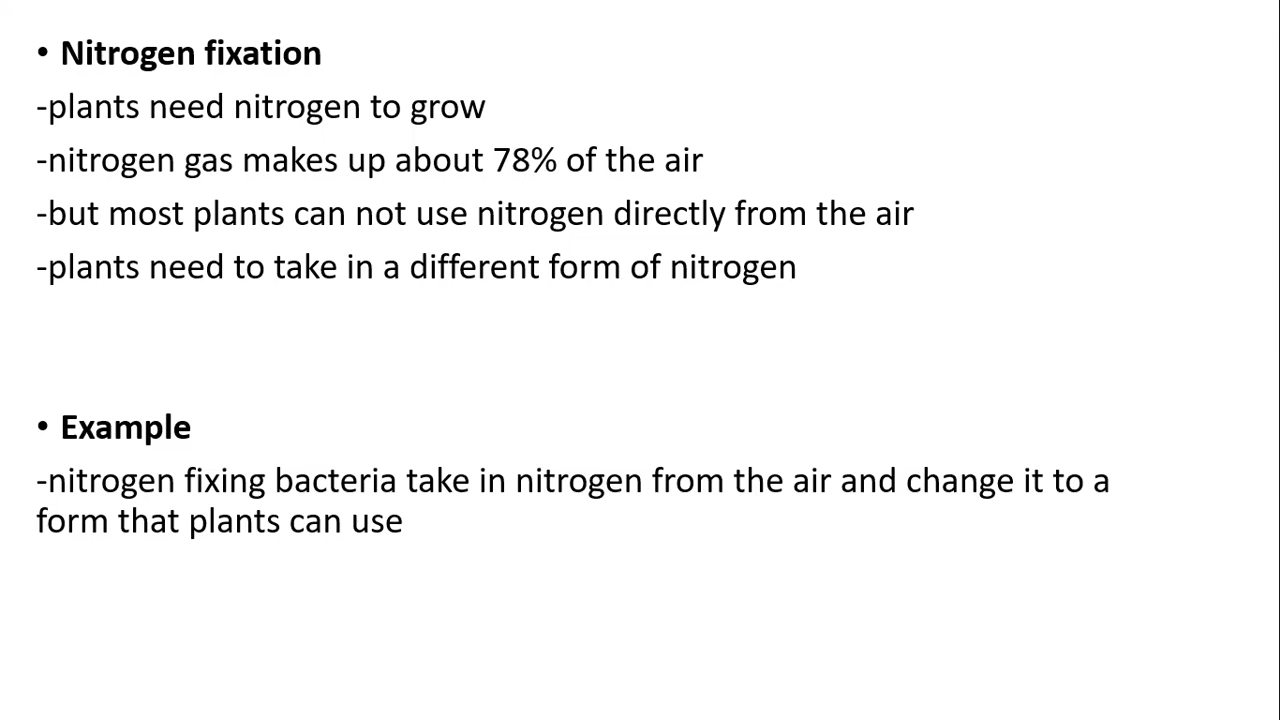 • Nitrogen fixation
-plants need nitrogen to grow
-nitrogen gas makes up about 78% of the air
-but most plants can not use nitrogen directly from the air
-plants need to take in a different form of nitrogen
• Example
-nitrogen fixing bacteria take in nitrogen from the air and change it to a
form that plants can use